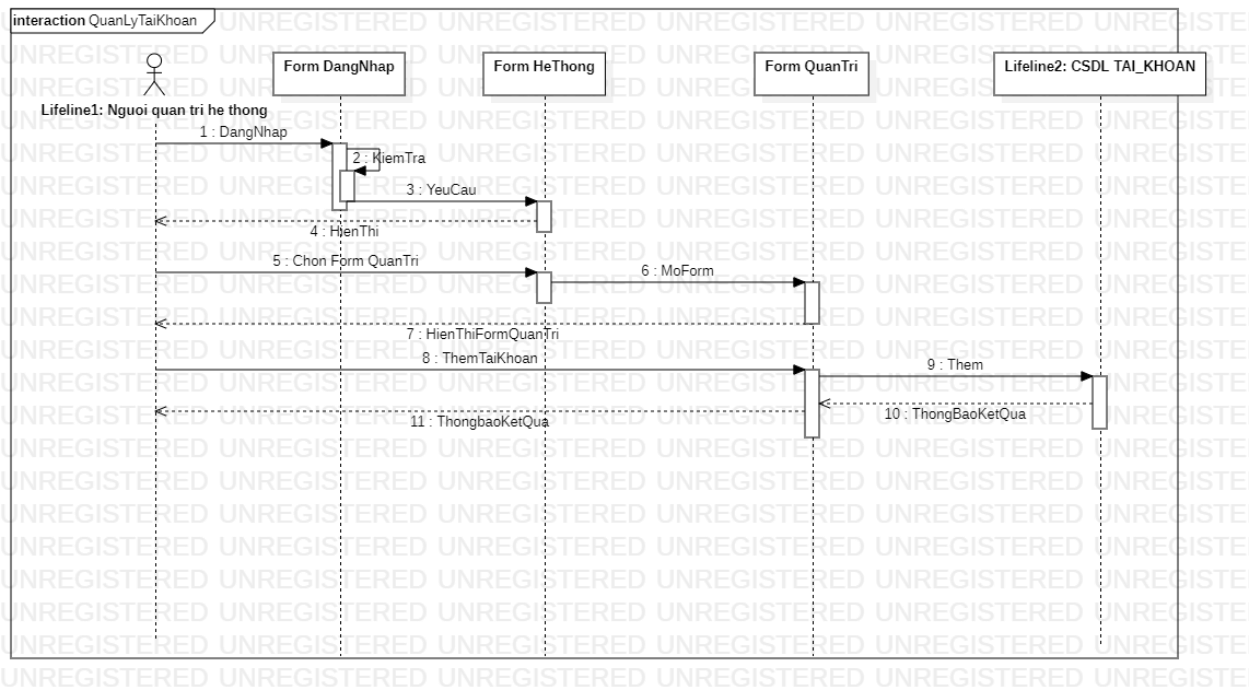 interaction QuanLyTaiKhoan
Form DangNhap
Form HeThong
Form QuanTri
Lifeline2: CSDL TAI_KHOAN
Lifeline1: Nguoi quan tri he thong
1 : DangNhap
2 : KiemTra
3 : YeuCau
4 : HienThi
5 : Chon Form QuanTri
6 : MoForm
7 : HienThiFormQuanTri
8 : ThemTaiKhoan
9 : Them
10 : ThongBaoKetQua
11 : ThongbaoKetQua
UNREGISTERED UNREGISTERED UNREGISTERED UNREGISTERED UNREGISTERED UNREGISTE